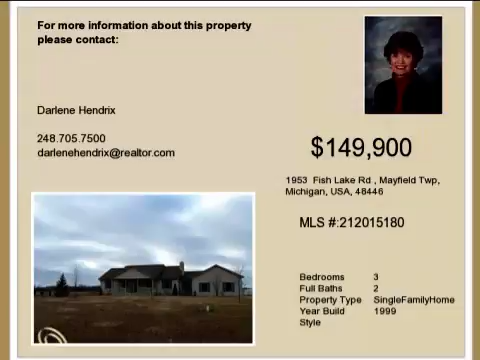 For more information about this property
please contact:
Darlene Hendrix
248.705.7500
darlenehendrix@realtor.com
$149,900
1953 Fish Lake Rd , Mayfield Twp,
Michigan, USA, 48446
MLS #:212015180
Bedrooms 3
Full Baths 2
Property Type SingleFamilyHome
Year Build 1999
Style